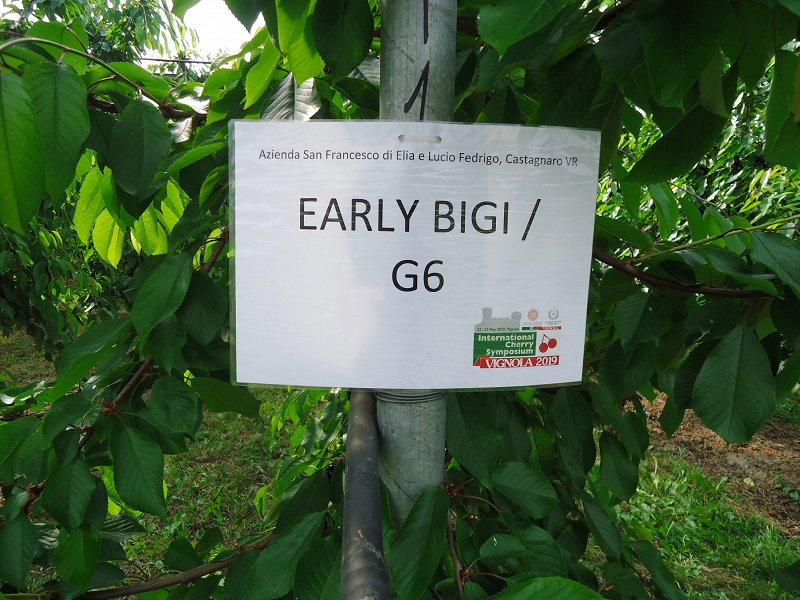 Azienda San Francesco di Elia e Lucio Fedrigo, Castagnaro VR
EARLY BIGI /
G6
International
Cherry
Symposium
VIGNOLA 2019